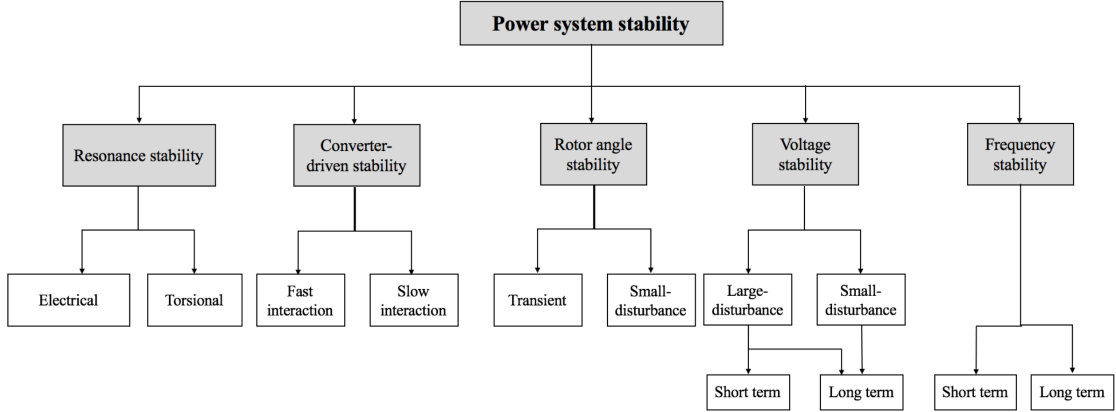 Power system stability
Resonance stability
Converter-
driven stability
Rotor angle
stability
Voltage
stability
Frequency
stability
Electrical
Torsional
Fast
interaction
Slow
interaction
Transient
Small-
disturbance
Large-
disturbance
Small-
disturbance
Short term
Long term
Short term
Long term